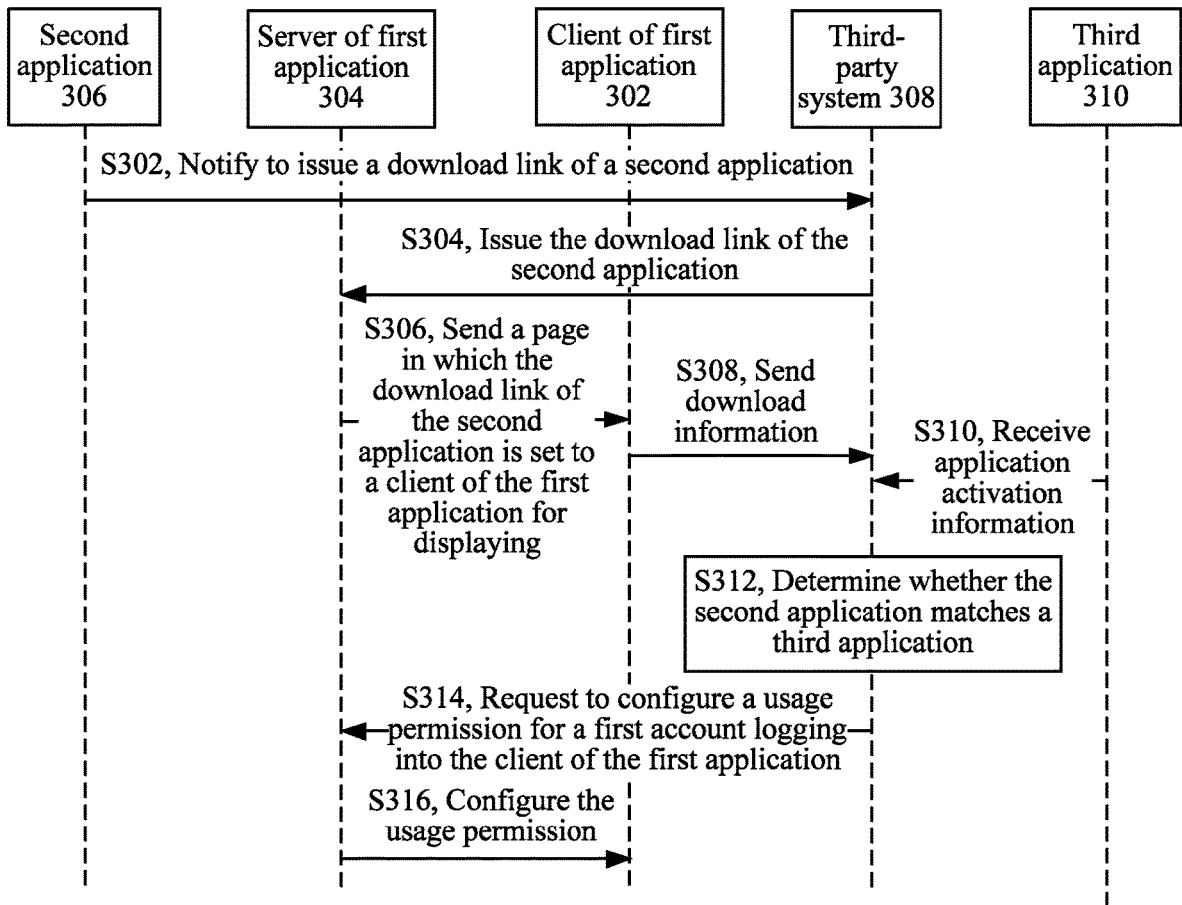 Second
application
306
Server of first
application
304
Client of first
application
302
Third-
party
system 308
Third
application
310
S302, Notify to issue a download link of a second application
S304, Issue the download link of the
second application
S306, Send a page
in which the
download link of
the second
application is set to
a client of the first
application for
displaying
S308, Send
download
information
S310, Receive
application
activation
information
S312, Determine whether the
second application matches a
third application
S314, Request to configure a usage
permission for a first account logging
into the client of the first application
S316, Configure the
usage permission